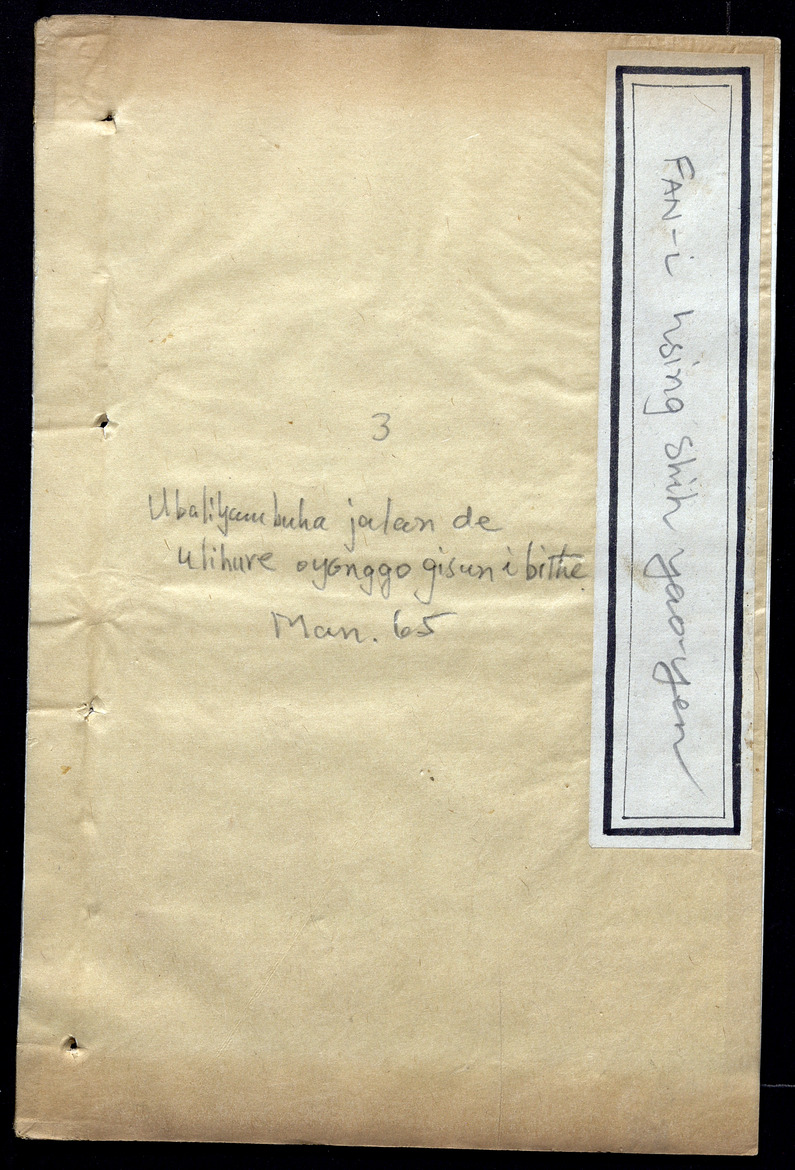 3
Ubaliyambuha jalan de
ulihure oyonggo gisun i bithe
Man. 65
FAN-i hsing shih yao-yen